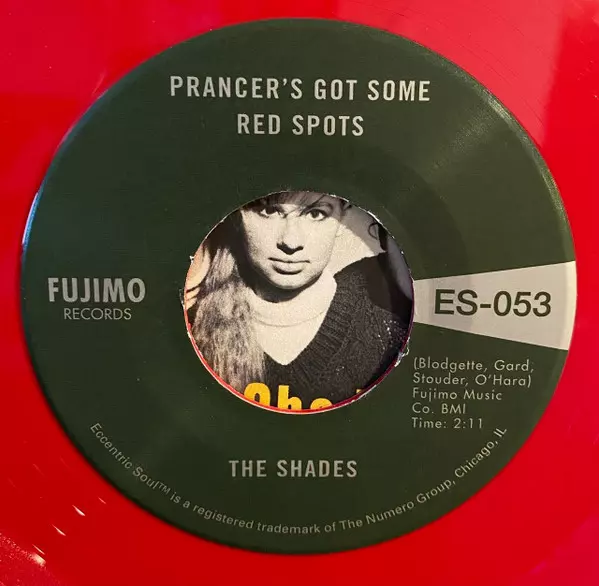 PRANCER'S GOT SOME
RED SPOTS
FUJIMO
RECORDS
ES-053
(Blodgette, Gard,
Stouder, O'Hara)
Fujimo Music
Co. BMI
Time: 2:11
THE SHADES
Eccentric Soul™ is a registered trademark of The Numero Group, Chicago, IL